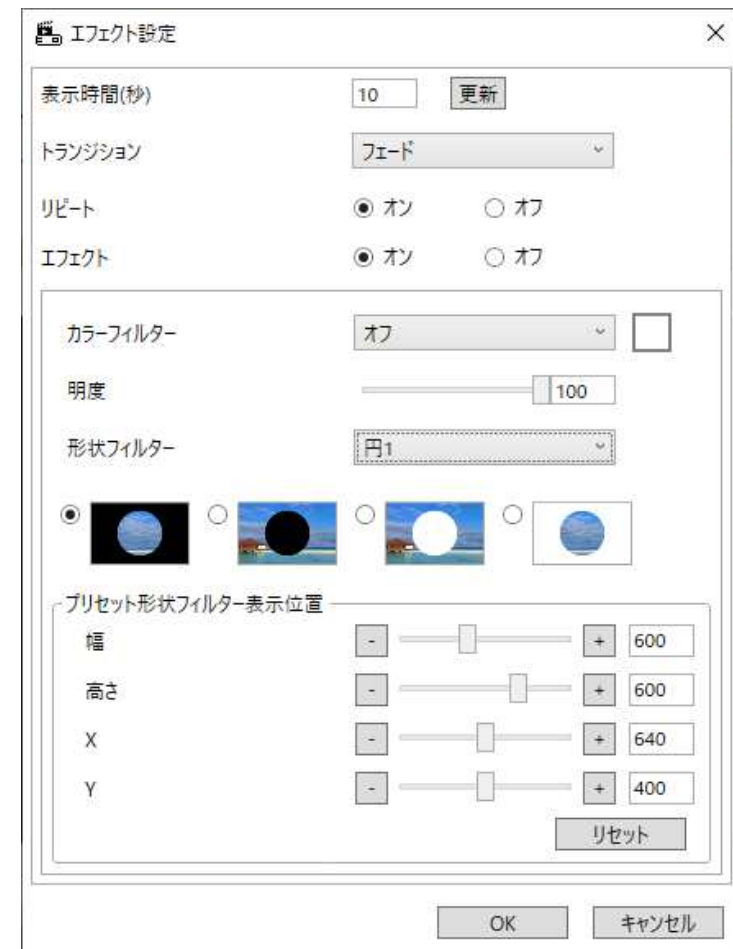 エフェクト設定
表示時間(秒) 10 更新
トランジション フェード
リピート オン オフ
エフェクト オン オフ
カラーフィルター オフ
明度 100
形状フィルター 円1
プリセット形状フィルター表示位置
幅 - + 600
高さ - + 600
X - + 640
Y - + 400
リセット
OK キャンセル